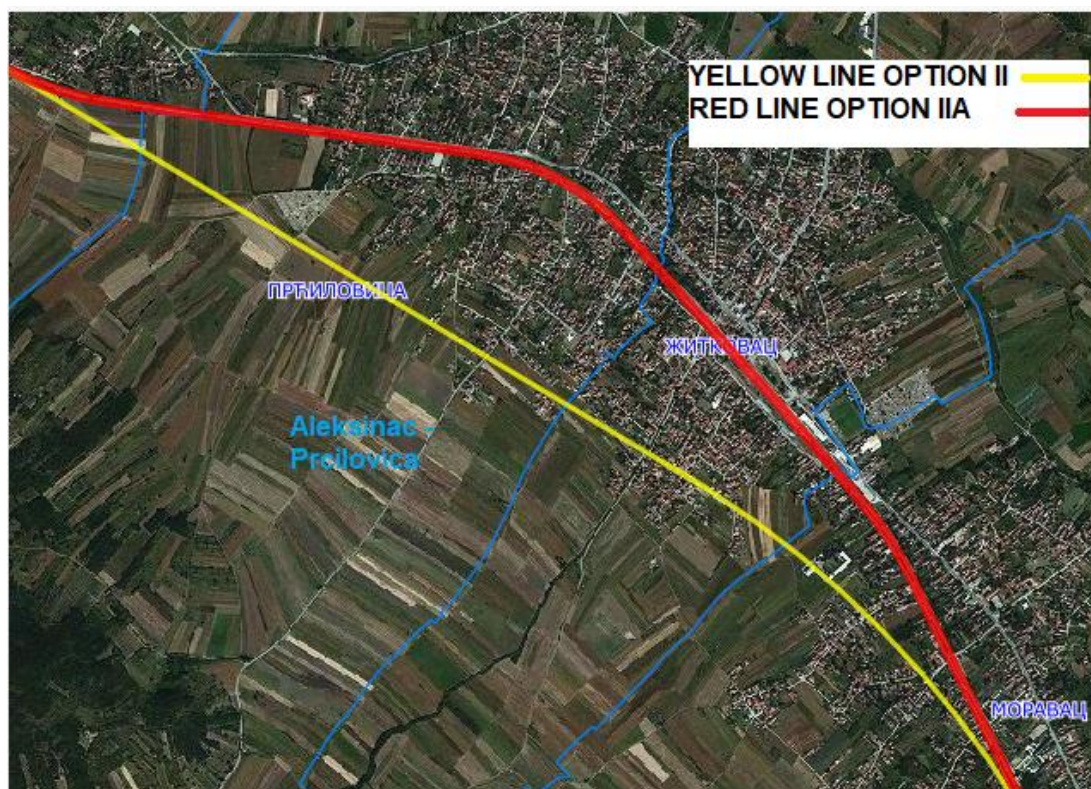 YELLOW LINE OPTION II
RED LINE OPTION IIA
ПРЋИЛОВИЦА
ЖИТКОВАЦ
Aleksinac -
Prcilovica
МОРАВАЦ